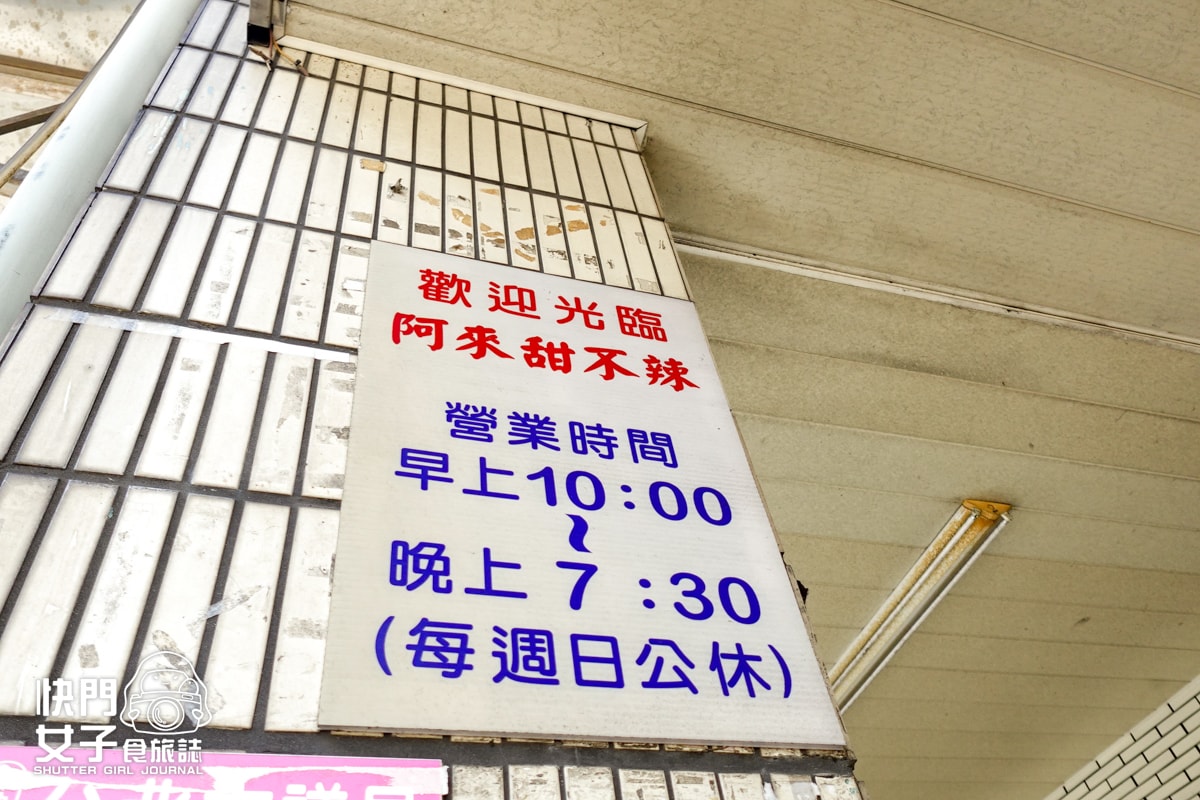 歡迎光臨
阿來甜不辣
營業時間
早上10:00
~
晚上7:30
(每週日公休)
快門
女子食旅誌
SHUTTER GIRL JOURNAL